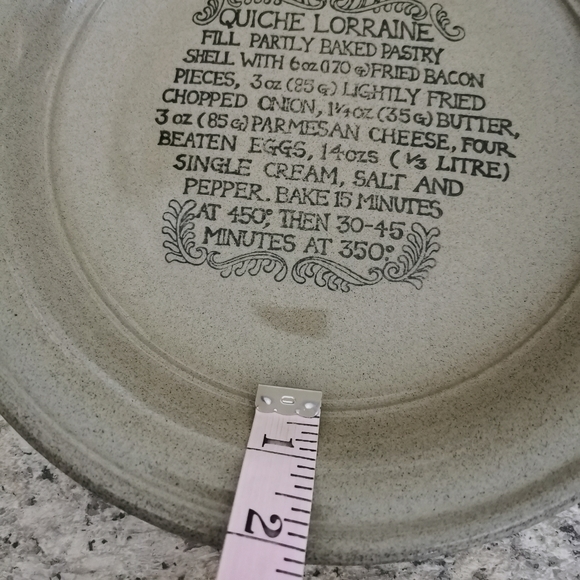 QUICHE LORRAINE
FILL PARTLY BAKED PASTRY
SHELL WITH 6oz (170 g) FRIED BACON
PIECES, 3oz (85 g) LIGHTLY FRIED
CHOPPED ONION, 1¼oz (35 G) BUTTER,
3oz (85 G) PARMESAN CHEESE, FOUR
BEATEN EGGS, 14ozs (⅓ LITRE)
SINGLE CREAM, SALT AND
PEPPER. BAKE 15 MINUTES
AT 450°, THEN 30-45
MINUTES AT 350°.
1
2